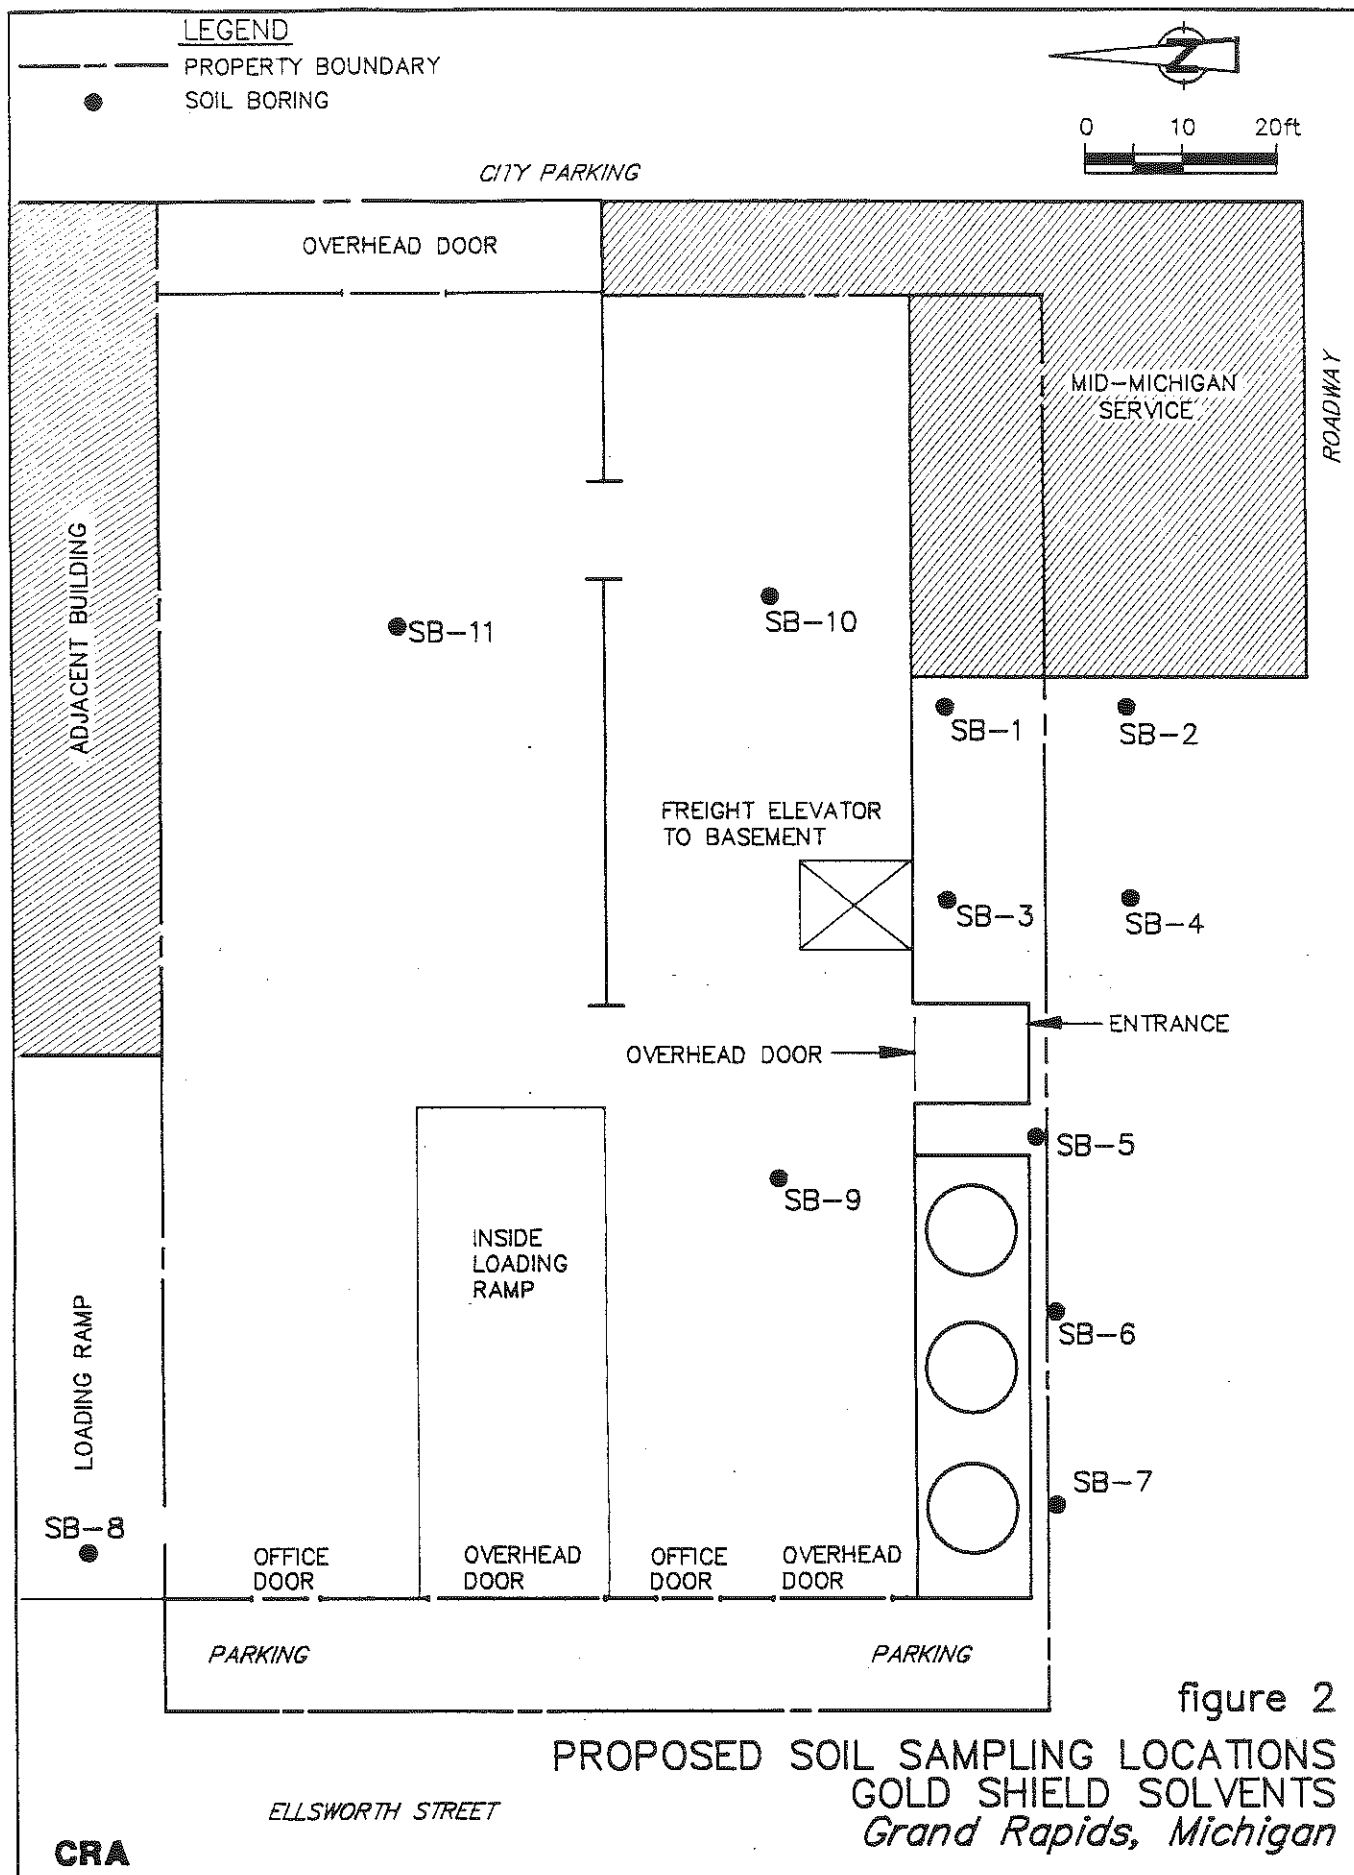 LEGEND
PROPERTY BOUNDARY
SOIL BORING
N
0 10 20ft
CITY PARKING
OVERHEAD DOOR
MID-MICHIGAN
SERVICE
ROADWAY
ADJACENT BUILDING
SB-11
SB-10
SB-1
SB-2
FREIGHT ELEVATOR
TO BASEMENT
SB-3
SB-4
ENTRANCE
OVERHEAD DOOR
SB-5
SB-9
INSIDE
LOADING
RAMP
SB-6
LOADING RAMP
SB-7
SB-8
OFFICE
DOOR
OVERHEAD
DOOR
OFFICE
DOOR
OVERHEAD
DOOR
PARKING
PARKING
figure 2
PROPOSED SOIL SAMPLING LOCATIONS
GOLD SHIELD SOLVENTS
Grand Rapids, Michigan
ELLSWORTH STREET
CRA